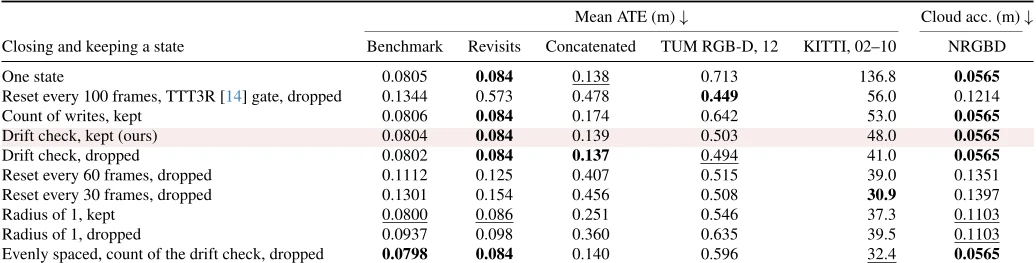 Mean ATE (m) ↓ Cloud acc. (m) ↓
Closing and keeping a state Benchmark Revisits Concatenated TUM RGB-D, 12 KITTI, 02–10 NRGBD
One state 0.0805 0.084 0.138 0.713 136.8 0.0565
Reset every 100 frames, TTT3R [14] gate, dropped 0.1344 0.573 0.478 0.449 56.0 0.1214
Count of writes, kept 0.0806 0.084 0.174 0.642 53.0 0.0565
Drift check, kept (ours) 0.0804 0.084 0.139 0.503 48.0 0.0565
Drift check, dropped 0.0802 0.084 0.137 0.494 41.0 0.0565
Reset every 60 frames, dropped 0.1112 0.125 0.407 0.515 39.0 0.1351
Reset every 30 frames, dropped 0.1301 0.154 0.456 0.508 30.9 0.1397
Radius of 1, kept 0.0800 0.086 0.251 0.546 37.3 0.1103
Radius of 1, dropped 0.0937 0.098 0.360 0.635 39.5 0.1103
Evenly spaced, count of the drift check, dropped 0.0798 0.084 0.140 0.596 32.4 0.0565